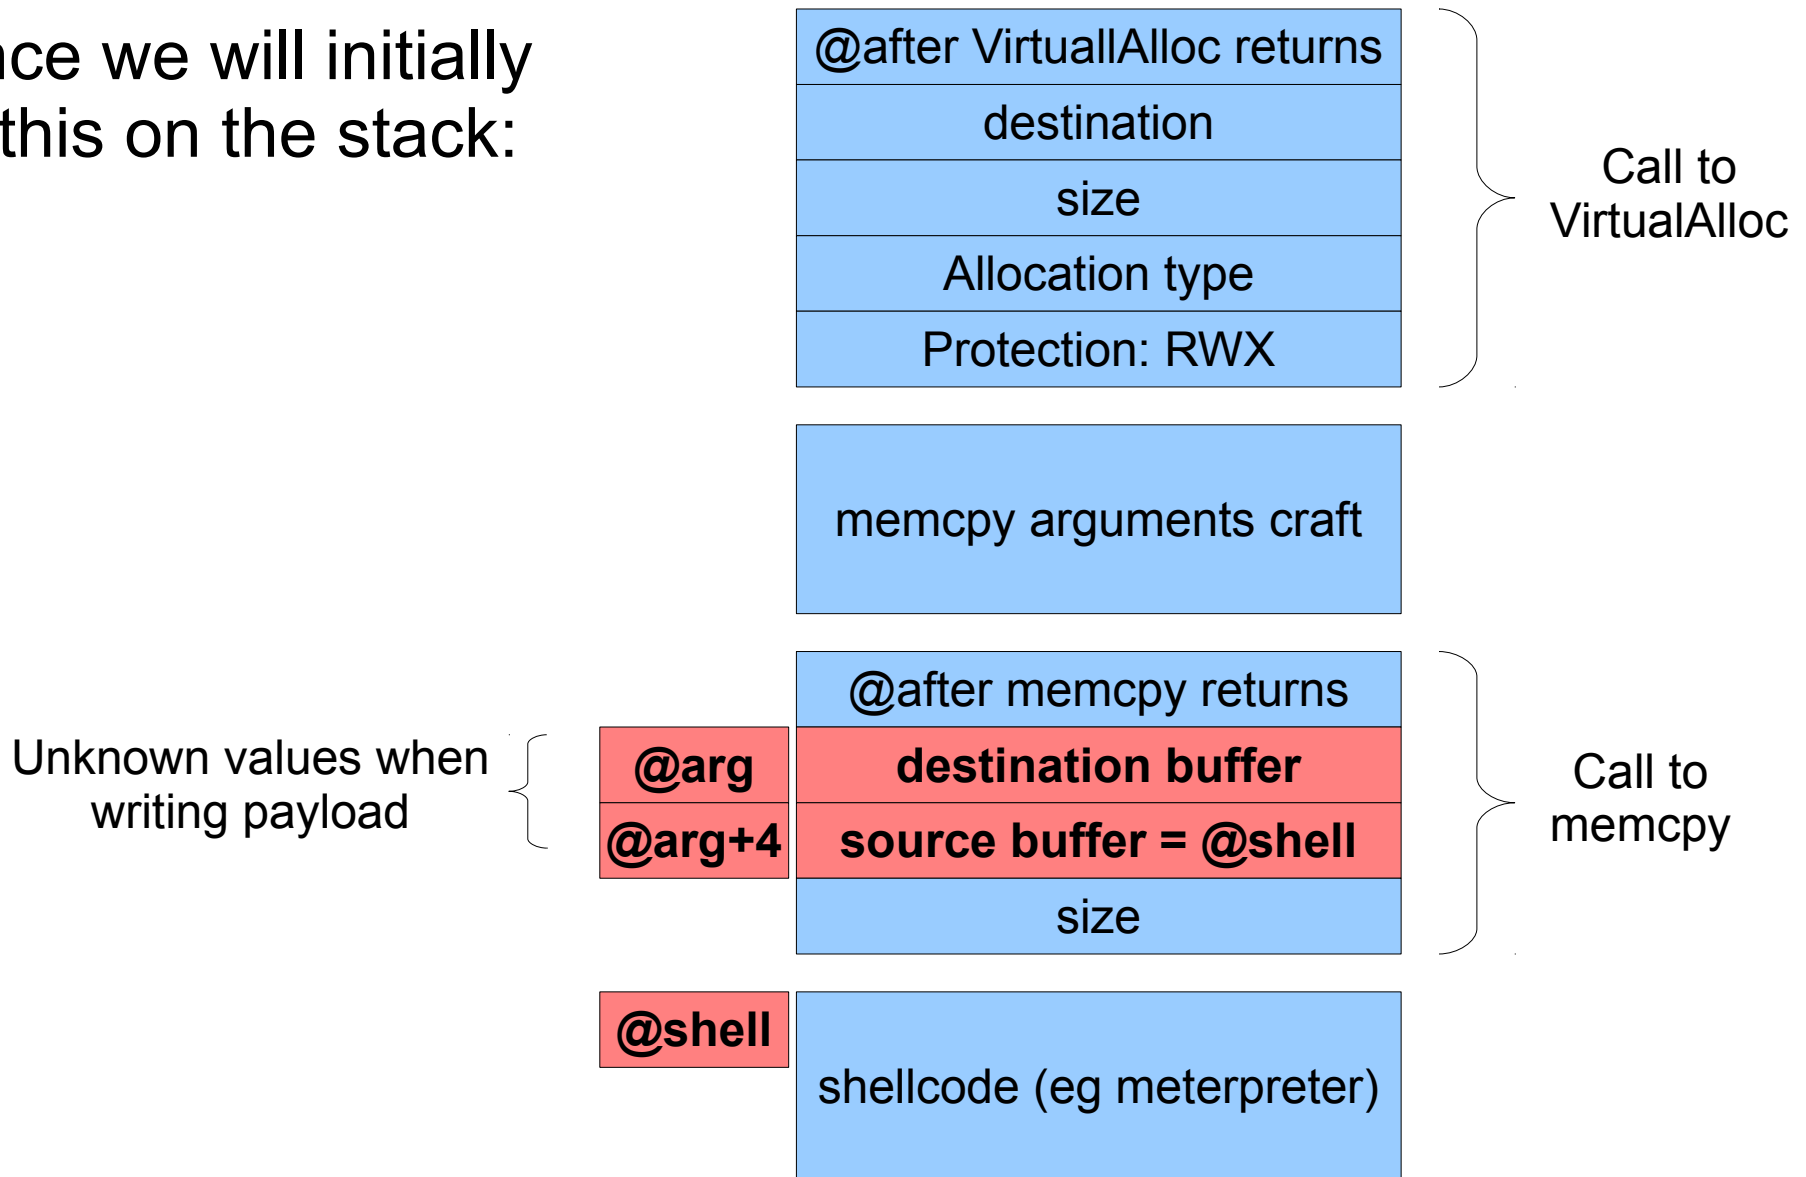 we will initially
this on the stack:
@after VirtuallAlloc returns
destination
size
Allocation type
Protection: RWX
Call to
VirtualAlloc
memcpy arguments craft
@after memcpy returns
Unknown values when
writing payload
@arg
destination buffer
@arg+4
source buffer = @shell
size
Call to
memcpy
@shell
shellcode (eg meterpreter)